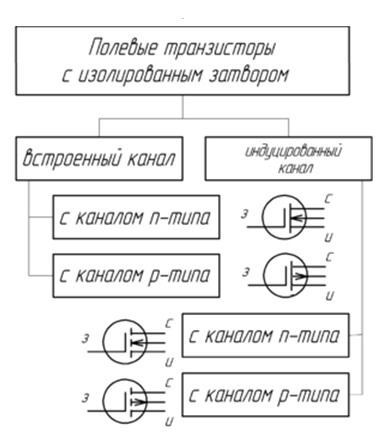 Полевые транзисторы
с изолированным затвором
встроенный канал
индуцированный
канал
с каналом n-типа
З
С
И
с каналом p-типа
З
С
И
З
С
И
с каналом n-типа
З
С
И
с каналом p-типа